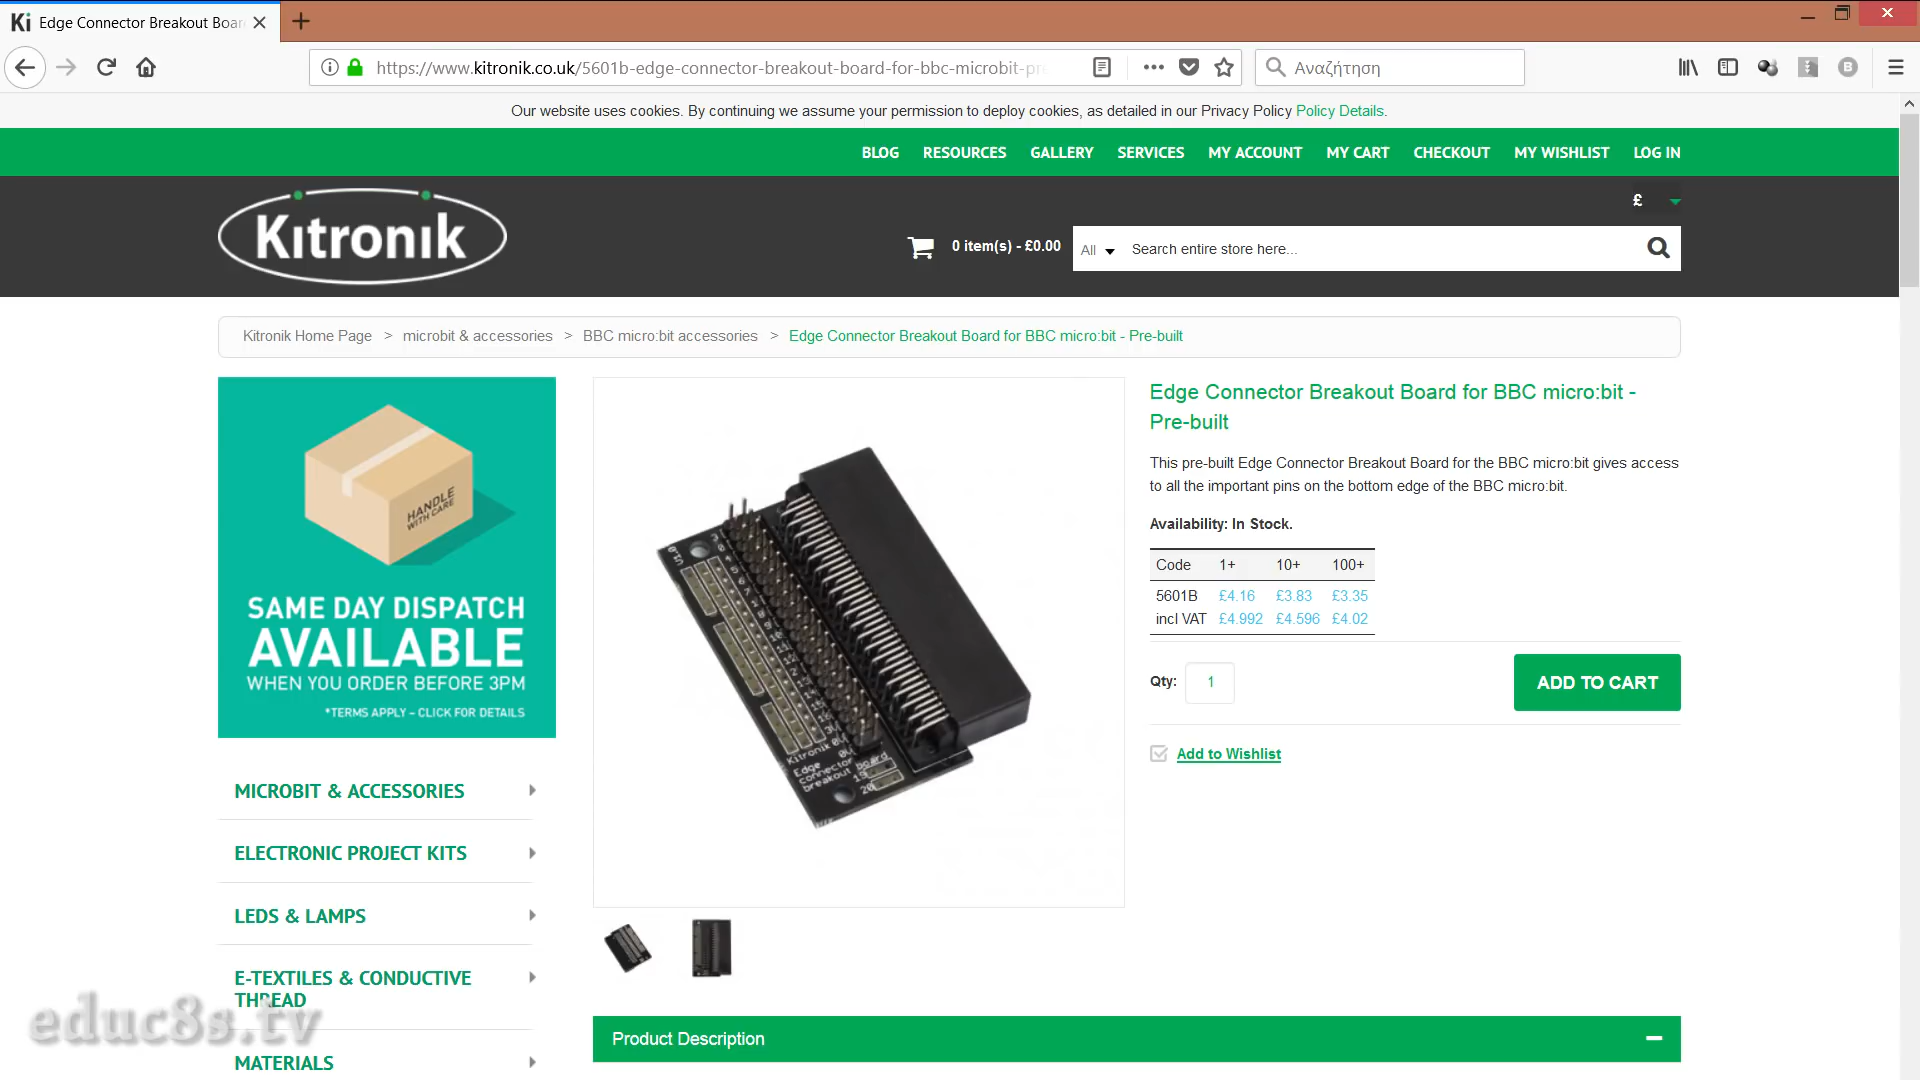 Edge Connector Breakout Boar
https://www.kitronik.co.uk/5601b-edge-connector-breakout-board-for-bbc-microbit-pr
Αναζήτηση
Our website uses cookies. By continuing we assume your permission to deploy cookies, as detailed in our Privacy Policy Policy Details.
BLOG RESOURCES GALLERY SERVICES MY ACCOUNT MY CART CHECKOUT MY WISHLIST LOG IN
£
Kitronik
0 item(s) - £0.00
All
Search entire store here...
Kitronik Home Page > microbit & accessories > BBC micro:bit accessories > Edge Connector Breakout Board for BBC micro:bit - Pre-built
HANDLE
WITH CARE
SAME DAY DISPATCH
AVAILABLE
WHEN YOU ORDER BEFORE 3PM
*TERMS APPLY – CLICK FOR DETAILS
MICROBIT & ACCESSORIES
ELECTRONIC PROJECT KITS
LEDS & LAMPS
E-TEXTILES & CONDUCTIVE
THREAD
MATERIALS
Kitronik
Edge
connector
breakout board
19
20
Edge Connector Breakout Board for BBC micro:bit -
Pre-built
This pre-built Edge Connector Breakout Board for the BBC micro:bit gives access
to all the important pins on the bottom edge of the BBC micro:bit.
Availability: In Stock.
Code 1+ 10+ 100+
5601B £4.16 £3.83 £3.35
incl VAT £4.992 £4.596 £4.02
Qty: 1
ADD TO CART
Add to Wishlist
Product Description
educ8s.tv